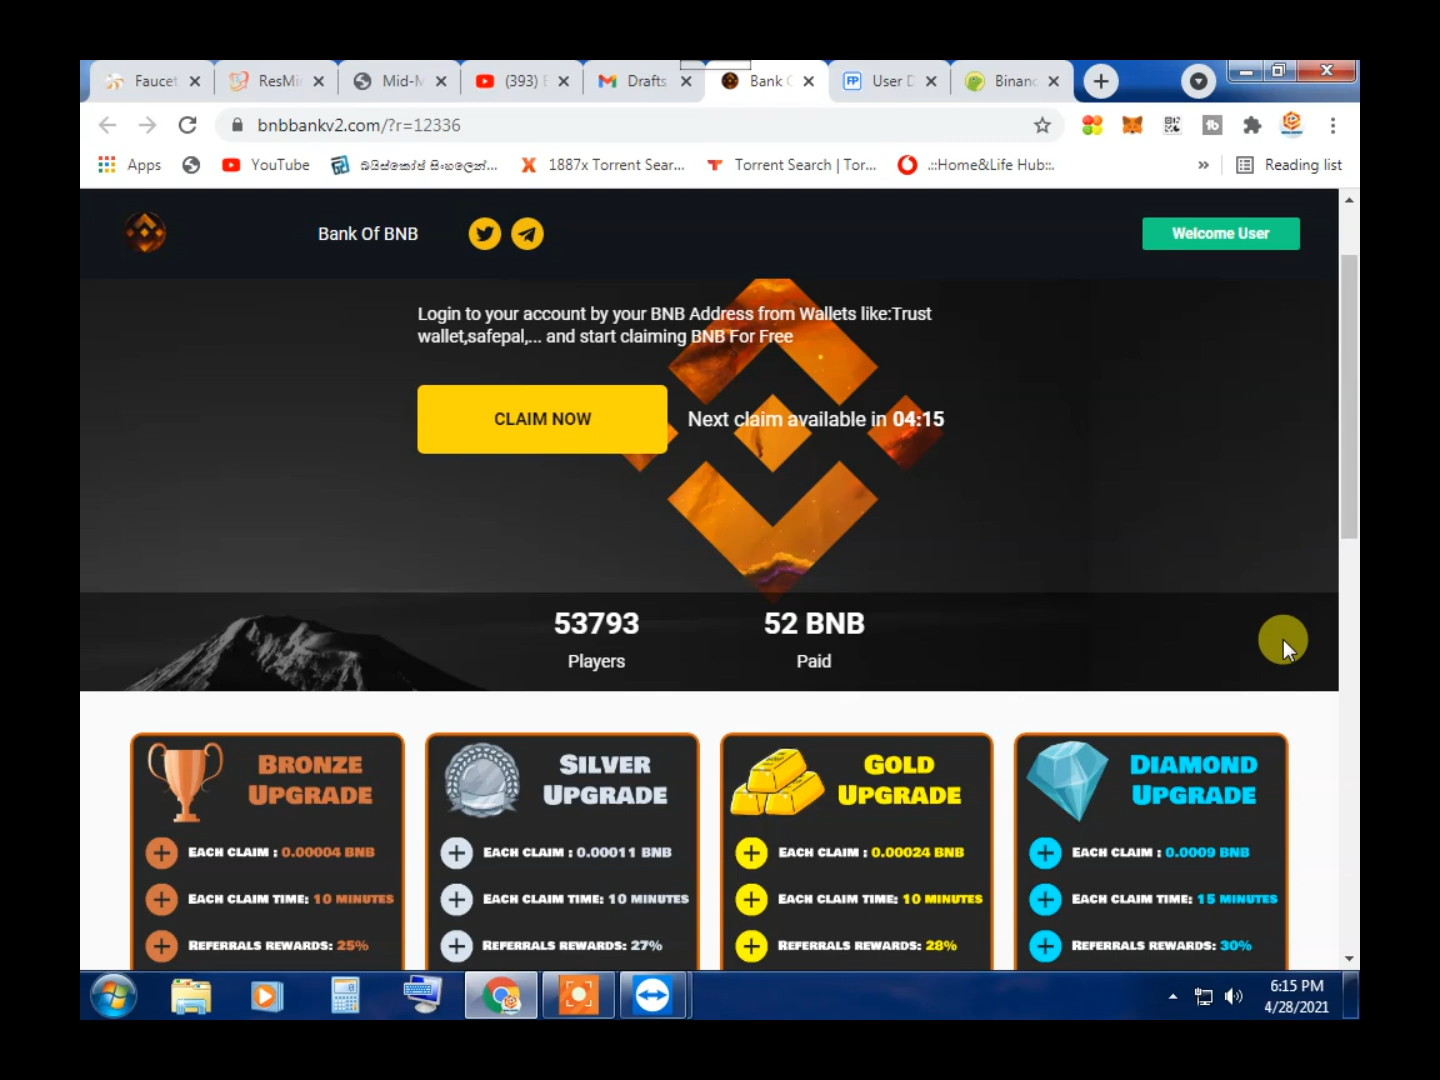 Faucet
ResMi
Mid-M
(393) E
Drafts
Bank O
User D
Binanc
bnbbankv2.com/?r=12336
Apps
YouTube
බයිස්කෝප් සිංහලෙන්...
1887x Torrent Sear...
Torrent Search | Tor...
.::Home&Life Hub::.
»
Reading list
Bank Of BNB
Welcome User
Login to your account by your BNB Address from Wallets like:Trust
wallet,safepal,... and start claiming BNB For Free
CLAIM NOW
Next claim available in 04:15
53793
52 BNB
Players
Paid
BRONZE
UPGRADE
EACH CLAIM : 0.00004 BNB
EACH CLAIM TIME: 10 MINUTES
REFERRALS REWARDS: 25%
SILVER
UPGRADE
EACH CLAIM : 0.00011 BNB
EACH CLAIM TIME: 10 MINUTES
REFERRALS REWARDS: 27%
GOLD
UPGRADE
EACH CLAIM : 0.00024 BNB
EACH CLAIM TIME: 10 MINUTES
REFERRALS REWARDS: 28%
DIAMOND
UPGRADE
EACH CLAIM : 0.0009 BNB
EACH CLAIM TIME: 15 MINUTES
REFERRALS REWARDS: 30%
6:15 PM
4/28/2021